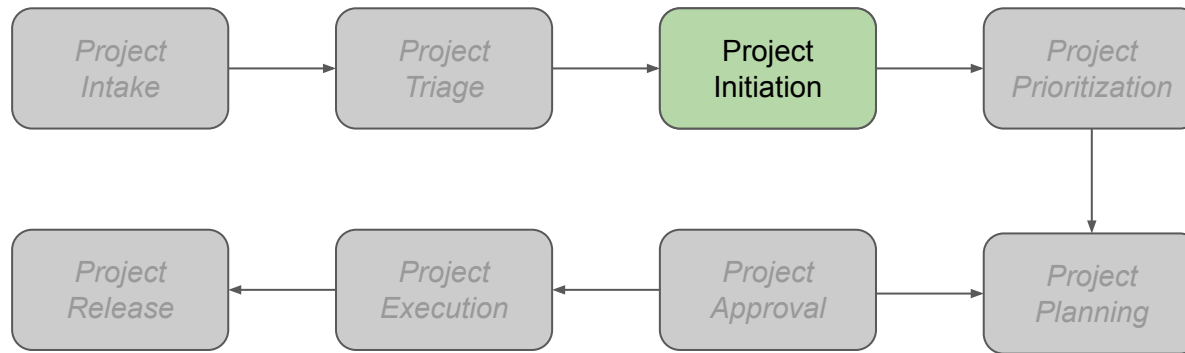 Project
Intake
Project
Triage
Project
Initiation
Project
Prioritization
Project
Release
Project
Execution
Project
Approval
Project
Planning